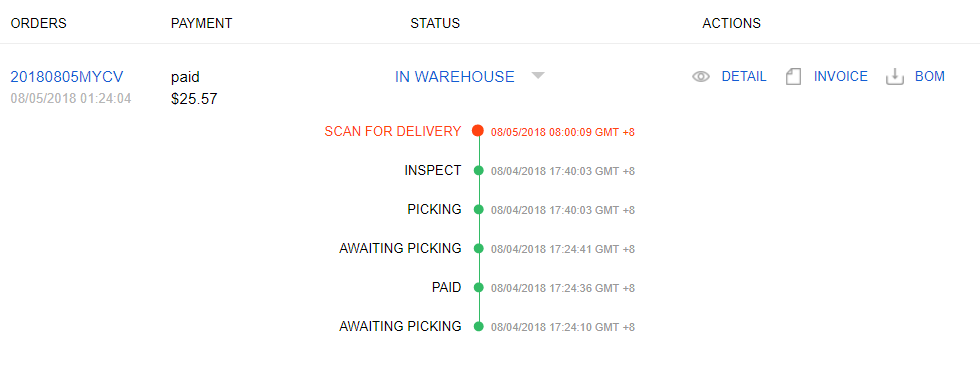 ORDERS PAYMENT STATUS ACTIONS
20180805MYCV paid IN WAREHOUSE DETAIL INVOICE BOM
08/05/2018 01:24:04 $25.57
SCAN FOR DELIVERY 08/05/2018 08:00:09 GMT +8
INSPECT 08/04/2018 17:40:03 GMT +8
PICKING 08/04/2018 17:40:03 GMT +8
AWAITING PICKING 08/04/2018 17:24:41 GMT +8
PAID 08/04/2018 17:24:36 GMT +8
AWAITING PICKING 08/04/2018 17:24:10 GMT +8